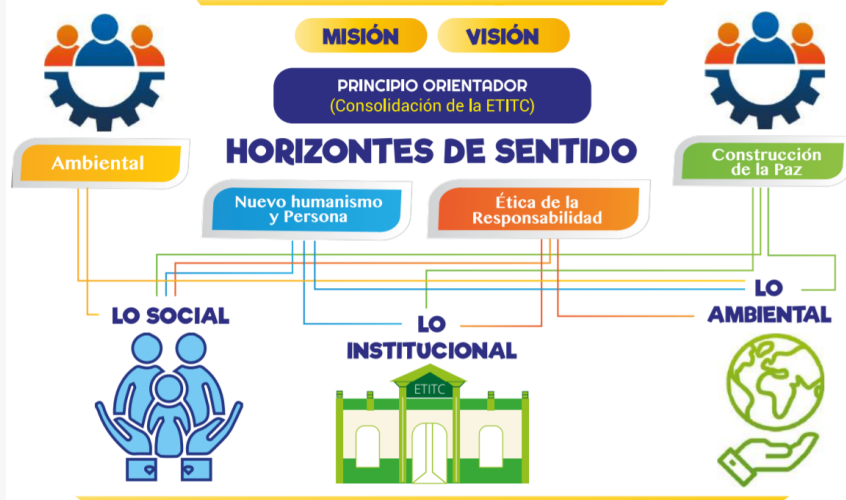 MISIÓN
VISIÓN
PRINCIPIO ORIENTADOR
(Consolidación de la ETITC)
HORIZONTES DE SENTIDO
Ambiental
Construcción
de la Paz
Nuevo humanismo
y Persona
Ética de la
Responsabilidad
LO SOCIAL
LO
INSTITUCIONAL
LO
AMBIENTAL
ETITC